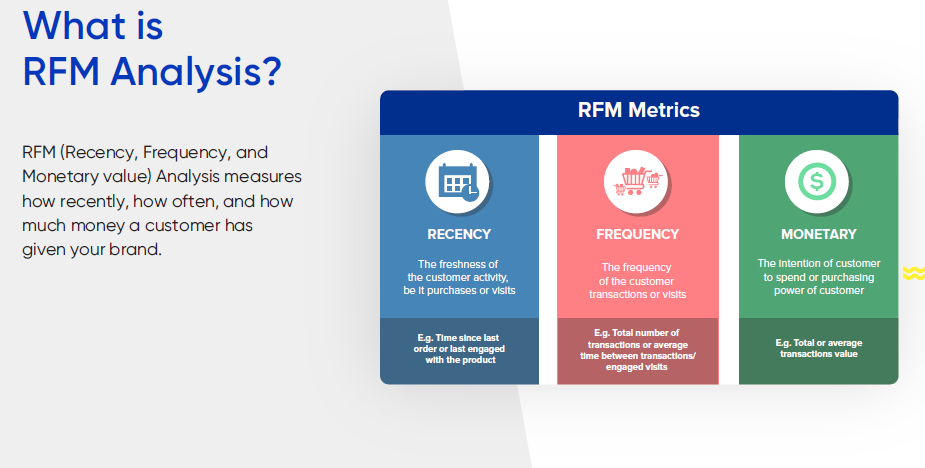 What is
RFM Analysis?
RFM (Recency, Frequency, and
Monetary value) Analysis measures
how recently, how often, and how
much money a customer has
given your brand.
RFM Metrics
RECENCY
The freshness of
the customer activity,
be it purchases or visits
E.g. Time since last
order or last engaged
with the product
FREQUENCY
The frequency
of the customer
transactions or visits
E.g. Total number of
transactions or average
time between transactions/
engaged visits
MONETARY
The intention of customer
to spend or purchasing
power of customer
E.g. Total or average
transactions value